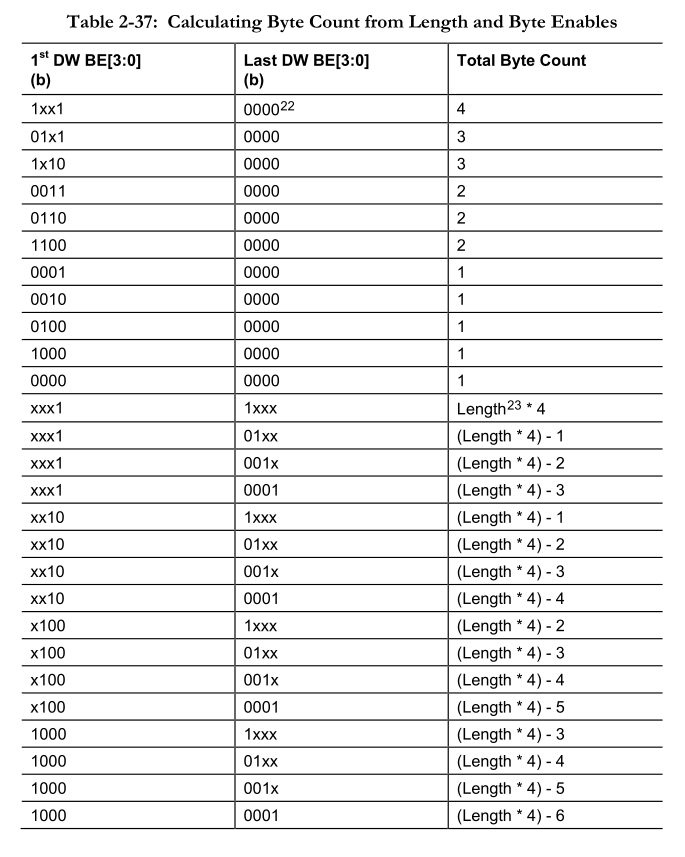 Table 2-37: Calculating Byte Count from Length and Byte Enables
1st DW BE[3:0] (b) Last DW BE[3:0] (b) Total Byte Count
1xx1 000022 4
01x1 0000 3
1x10 0000 3
0011 0000 2
0110 0000 2
1100 0000 2
0001 0000 1
0010 0000 1
0100 0000 1
1000 0000 1
0000 0000 1
xxx1 1xxx Length23 * 4
xxx1 01xx (Length * 4) - 1
xxx1 001x (Length * 4) - 2
xxx1 0001 (Length * 4) - 3
xx10 1xxx (Length * 4) - 1
xx10 01xx (Length * 4) - 2
xx10 001x (Length * 4) - 3
xx10 0001 (Length * 4) - 4
x100 1xxx (Length * 4) - 2
x100 01xx (Length * 4) - 3
x100 001x (Length * 4) - 4
x100 0001 (Length * 4) - 5
1000 1xxx (Length * 4) - 3
1000 01xx (Length * 4) - 4
1000 001x (Length * 4) - 5
1000 0001 (Length * 4) - 6